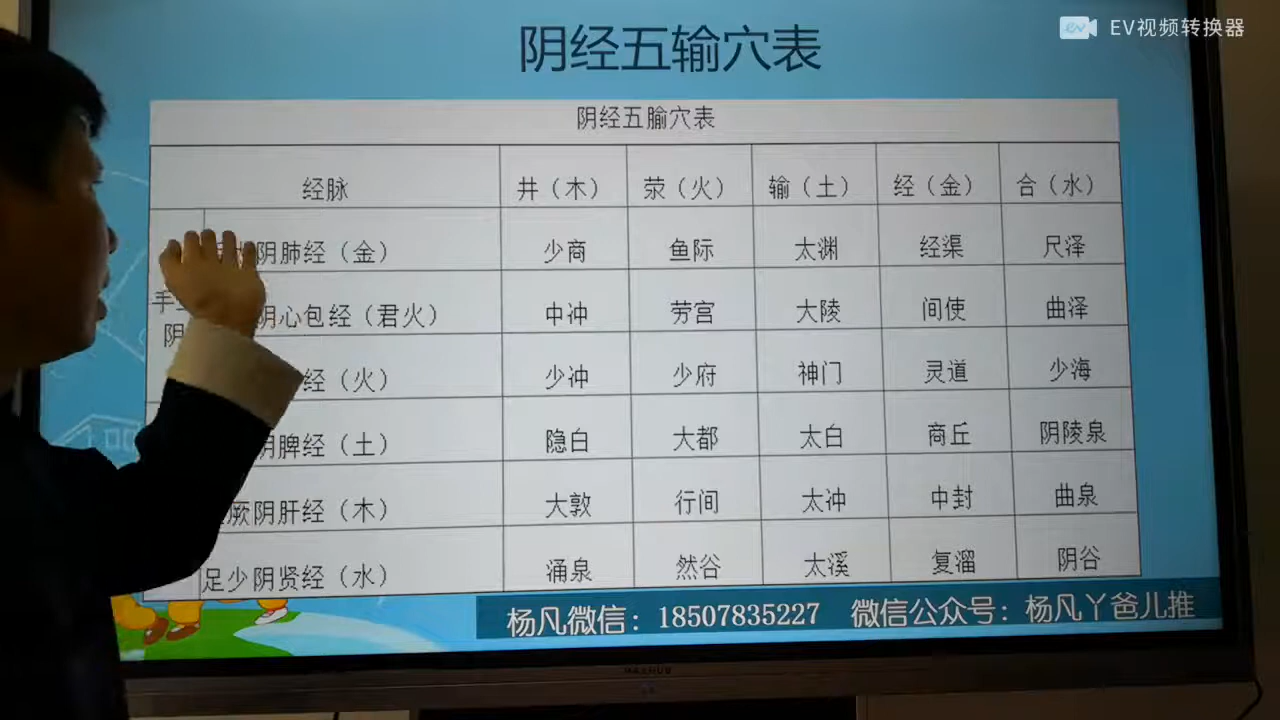 EV视频转换器
阴经五输穴表
阴经五腧穴表
经脉 井（木） 荥（火） 输（土） 经（金） 合（水）
阴肺经（金） 少商 鱼际 太渊 经渠 尺泽
手
阴
阴心包经（君火） 中冲 劳宫 大陵 间使 曲泽
经（火） 少冲 少府 神门 灵道 少海
阴脾经（土） 隐白 大都 太白 商丘 阴陵泉
厥阴肝经（木） 大敦 行间 太冲 中封 曲泉
足少阴贤经（水） 涌泉 然谷 太溪 复溜 阴谷
杨凡微信：18507835227 微信公众号：杨凡丫爸儿推